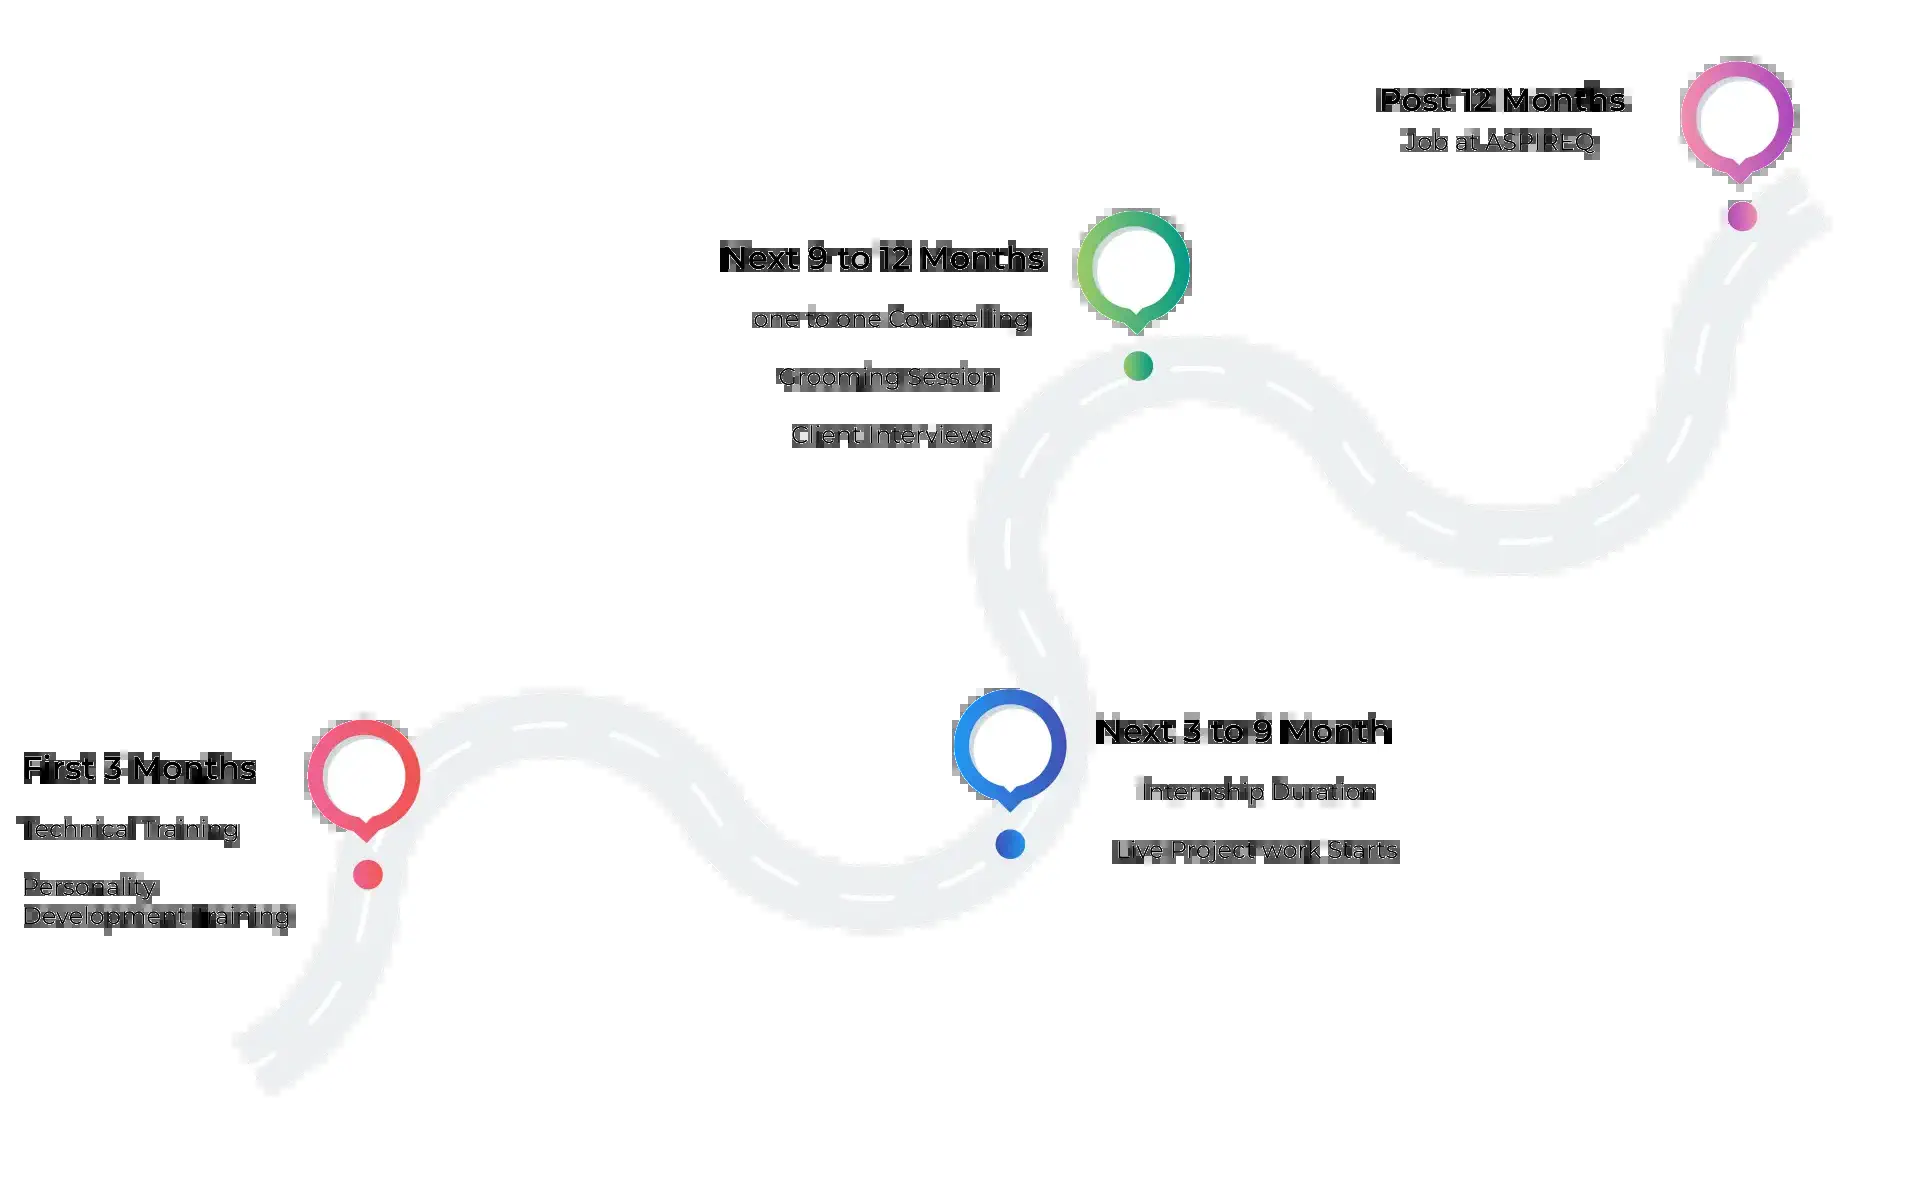 Post 12 Months
Job at ASPIREQ
Next 9 to 12 Months
one to one Counselling
Grooming Session
Client Interviews
Next 3 to 9 Month
Internship Duration
Live Project work Starts
First 3 Months
Technical Training
Personality
Development Training